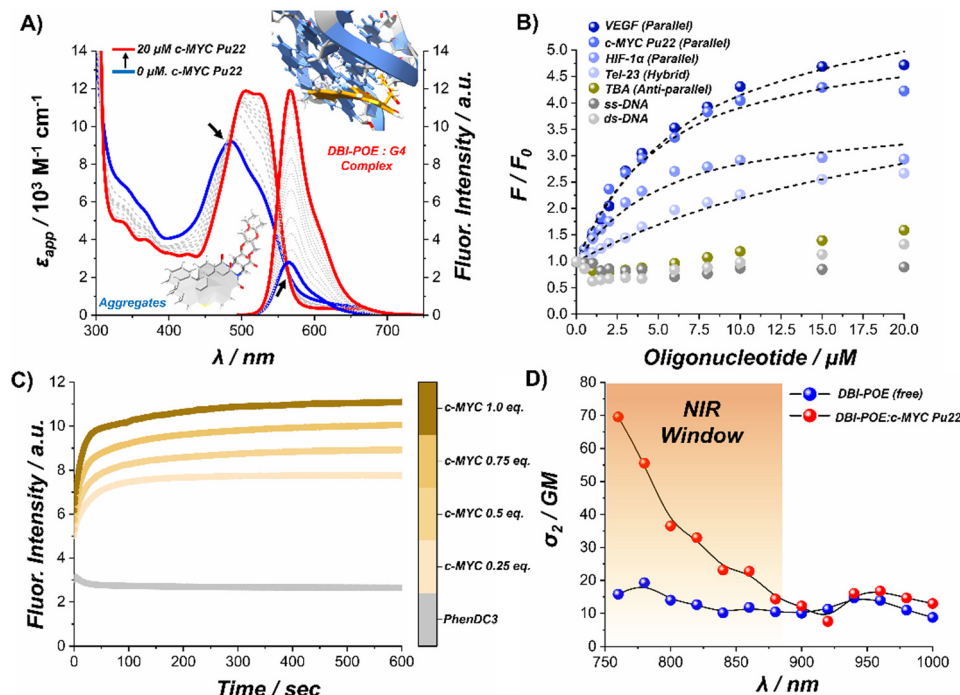 A)
20 μM c-MYC Pu22
0 μM. c-MYC Pu22
DBI-POE : G4
Complex
Aggregates
εapp / 10³ M⁻¹ cm⁻¹
14
12
10
8
6
4
2
0
Fluor. Intensity / a.u.
14
12
10
8
6
4
2
0
300 400 500 600 700
λ / nm
B)
VEGF (Parallel)
c-MYC Pu22 (Parallel)
HIF-1α (Parallel)
Tel-23 (Hybrid)
TBA (Anti-parallel)
ss-DNA
ds-DNA
F / F0
5.0
4.5
4.0
3.5
3.0
2.5
2.0
1.5
1.0
0.5
0.0
0.0 2.5 5.0 7.5 10.0 12.5 15.0 17.5 20.0
Oligonucleotide / μM
C)
Fluor. Intensity / a.u.
12
11
10
9
8
7
6
5
4
3
2
1
0
0 100 200 300 400 500 600
Time / sec
c-MYC 1.0 eq.
c-MYC 0.75 eq.
c-MYC 0.5 eq.
c-MYC 0.25 eq.
PhenDC3
D)
NIR
Window
DBI-POE (free)
DBI-POE:c-MYC Pu22
σ2 / GM
80
70
60
50
40
30
20
10
0
750 800 850 900 950 1000
λ / nm